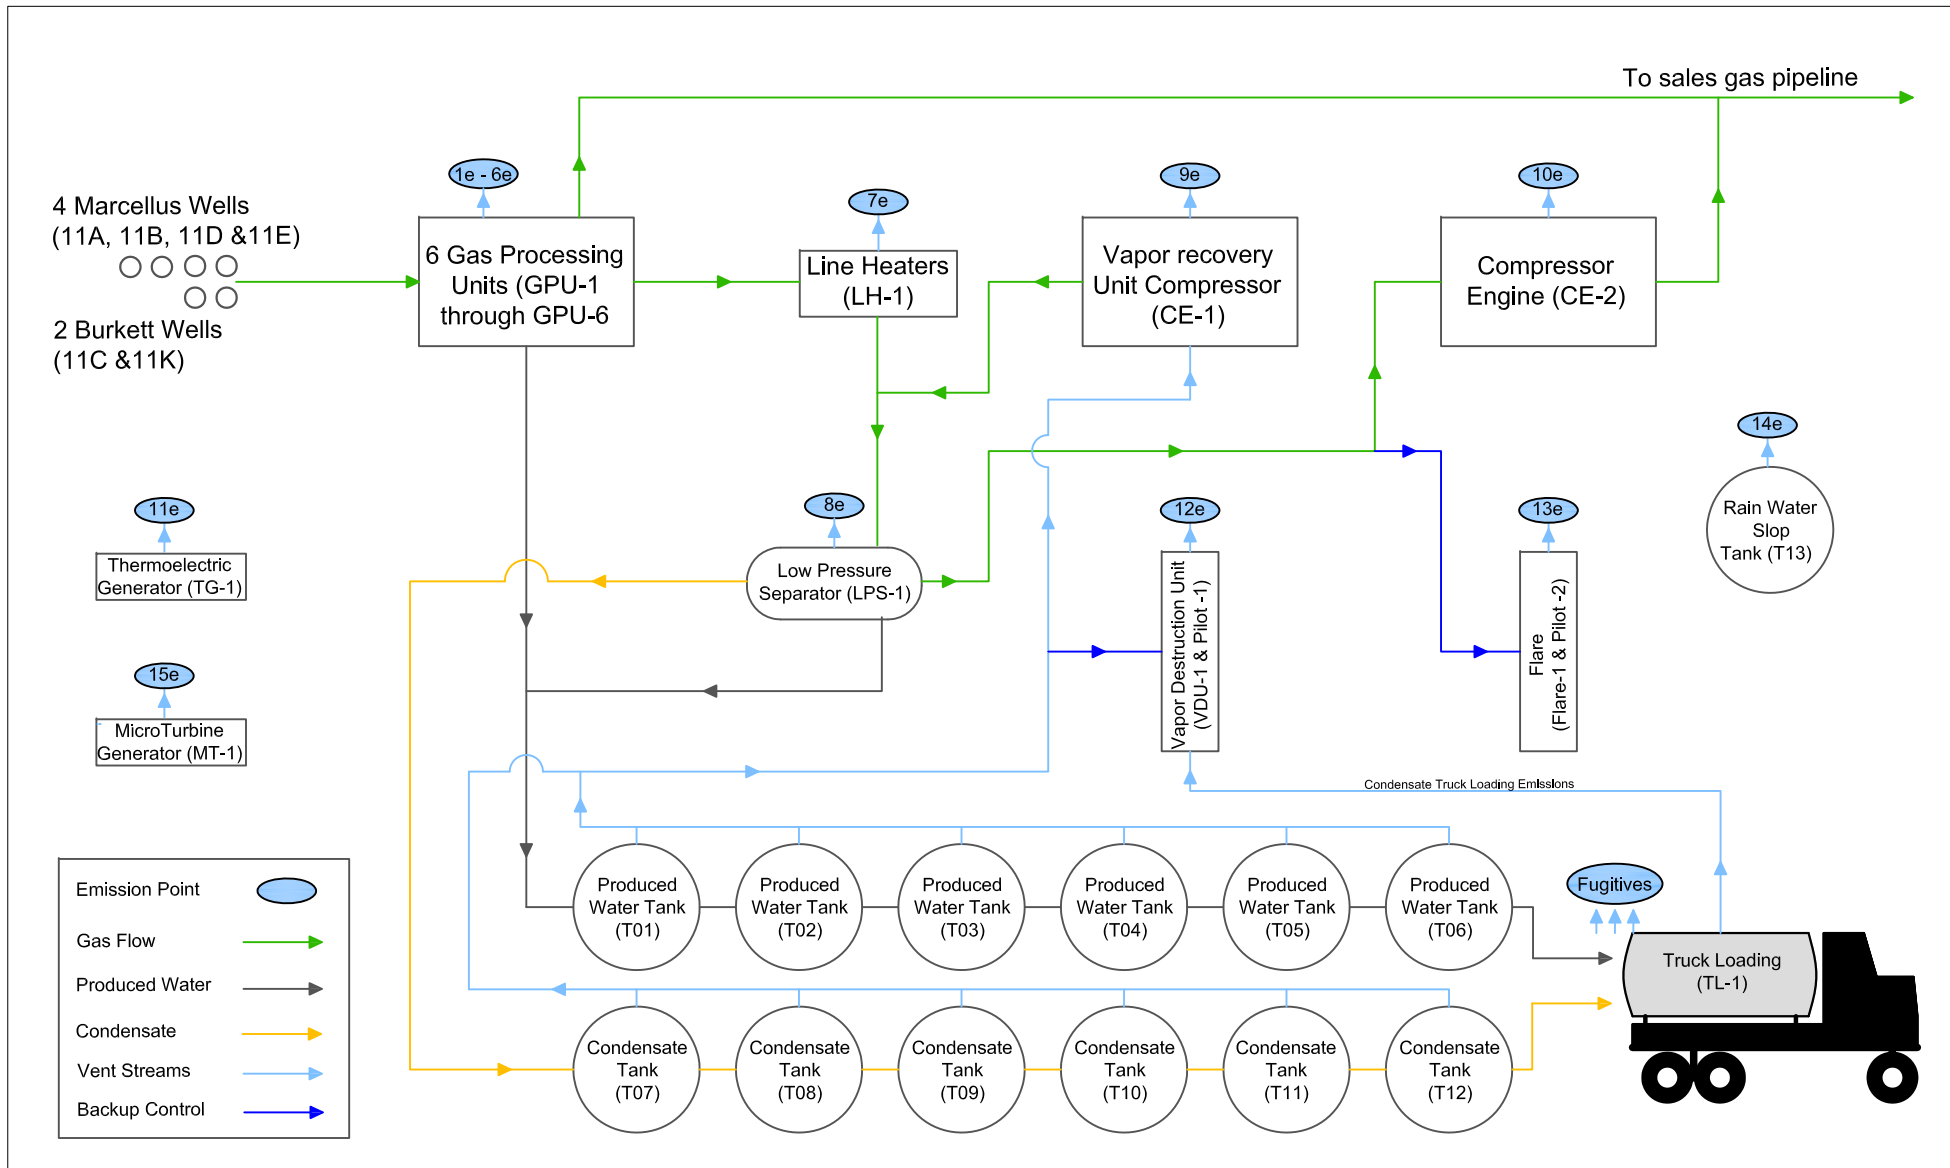 To sales gas pipeline
1e - 6e
7e
9e
10e
4 Marcellus Wells
(11A, 11B, 11D &11E)
2 Burkett Wells
(11C &11K)
6 Gas Processing
Units (GPU-1
through GPU-6
Line Heaters
(LH-1)
Vapor recovery
Unit Compressor
(CE-1)
Compressor
Engine (CE-2)
14e
Rain Water
Slop
Tank (T13)
11e
Thermoelectric
Generator (TG-1)
8e
Low Pressure
Separator (LPS-1)
12e
Vapor Destruction Unit
(VDU-1 & Pilot -1)
13e
Flare
(Flare-1 & Pilot -2)
15e
MicroTurbine
Generator (MT-1)
Condensate Truck Loading Emissions
Produced
Water Tank
(T01)
Produced
Water Tank
(T02)
Produced
Water Tank
(T03)
Produced
Water Tank
(T04)
Produced
Water Tank
(T05)
Produced
Water Tank
(T06)
Fugitives
Truck Loading
(TL-1)
Condensate
Tank
(T07)
Condensate
Tank
(T08)
Condensate
Tank
(T09)
Condensate
Tank
(T10)
Condensate
Tank
(T11)
Condensate
Tank
(T12)
Emission Point
Gas Flow
Produced Water
Condensate
Vent Streams
Backup Control